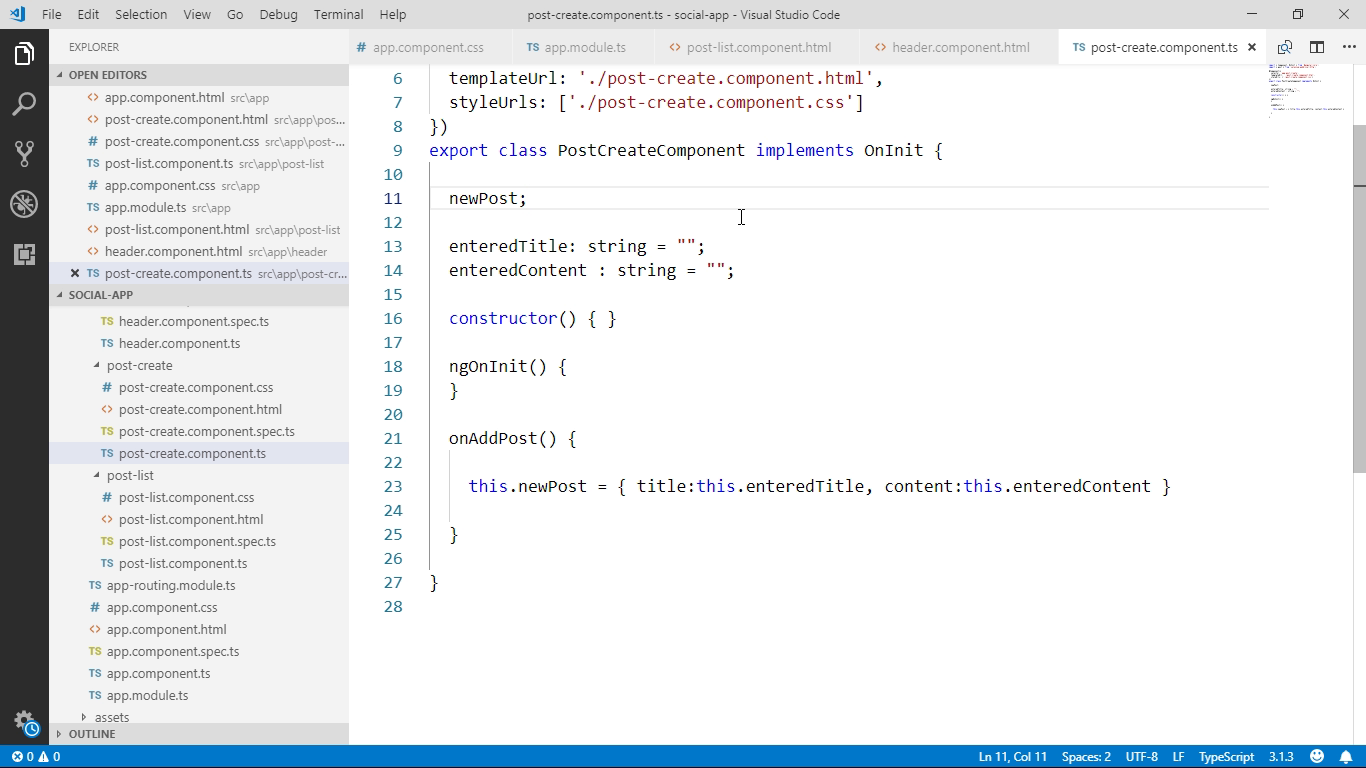 File Edit Selection View Go Debug Terminal Help post-create.component.ts - social-app - Visual Studio Code
EXPLORER
OPEN EDITORS
app.component.html src\app
post-create.component.html src\app\pos...
# post-create.component.css src\app\post-...
TS post-list.component.ts src\app\post-list
# app.component.css src\app
TS app.module.ts src\app
post-list.component.html src\app\post-list
header.component.html src\app\header
TS post-create.component.ts src\app\post-cr...
SOCIAL-APP
TS header.component.spec.ts
TS header.component.ts
post-create
# post-create.component.css
<> post-create.component.html
TS post-create.component.spec.ts
TS post-create.component.ts
post-list
# post-list.component.css
<> post-list.component.html
TS post-list.component.spec.ts
TS post-list.component.ts
TS app-routing.module.ts
# app.component.css
<> app.component.html
TS app.component.spec.ts
TS app.component.ts
TS app.module.ts
assets
OUTLINE
# app.component.css TS app.module.ts <> post-list.component.html <> header.component.html TS post-create.component.ts
6 templateUrl: './post-create.component.html',
7 styleUrls: ['./post-create.component.css']
8 })
9 export class PostCreateComponent implements OnInit {
10
11 newPost;
12
13 enteredTitle: string = "";
14 enteredContent : string = "";
15
16 constructor() { }
17
18 ngOnInit() {
19 }
20
21 onAddPost() {
22
23 this.newPost = { title:this.enteredTitle, content:this.enteredContent }
24
25 }
26
27 }
28
0 0 Ln 11, Col 11 Spaces: 2 UTF-8 LF TypeScript 3.1.3